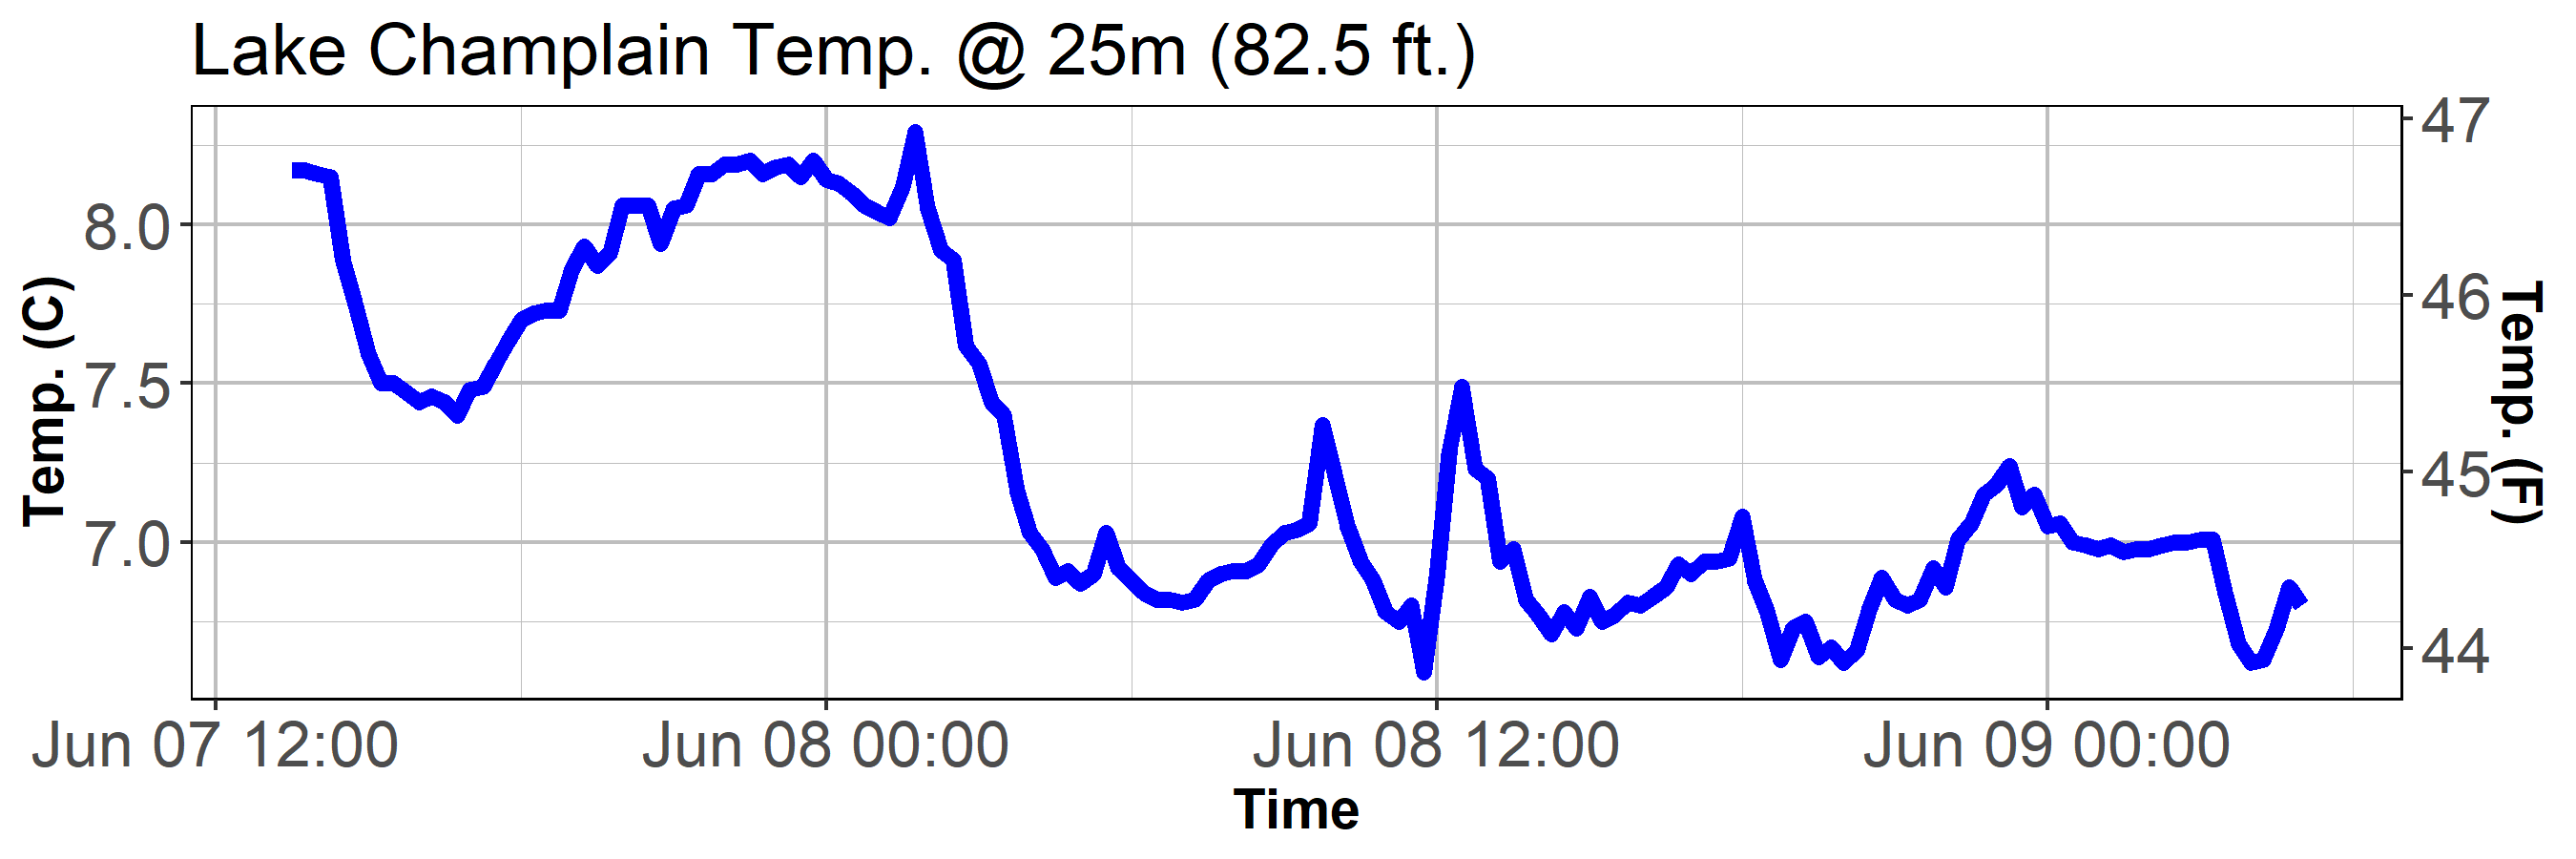 Lake Champlain Temp. @ 25m (82.5 ft.)
Temp. (C)
8.0
7.5
7.0
47
46
45
44
Temp. (F)
Jun 07 12:00
Jun 08 00:00
Jun 08 12:00
Jun 09 00:00
Time